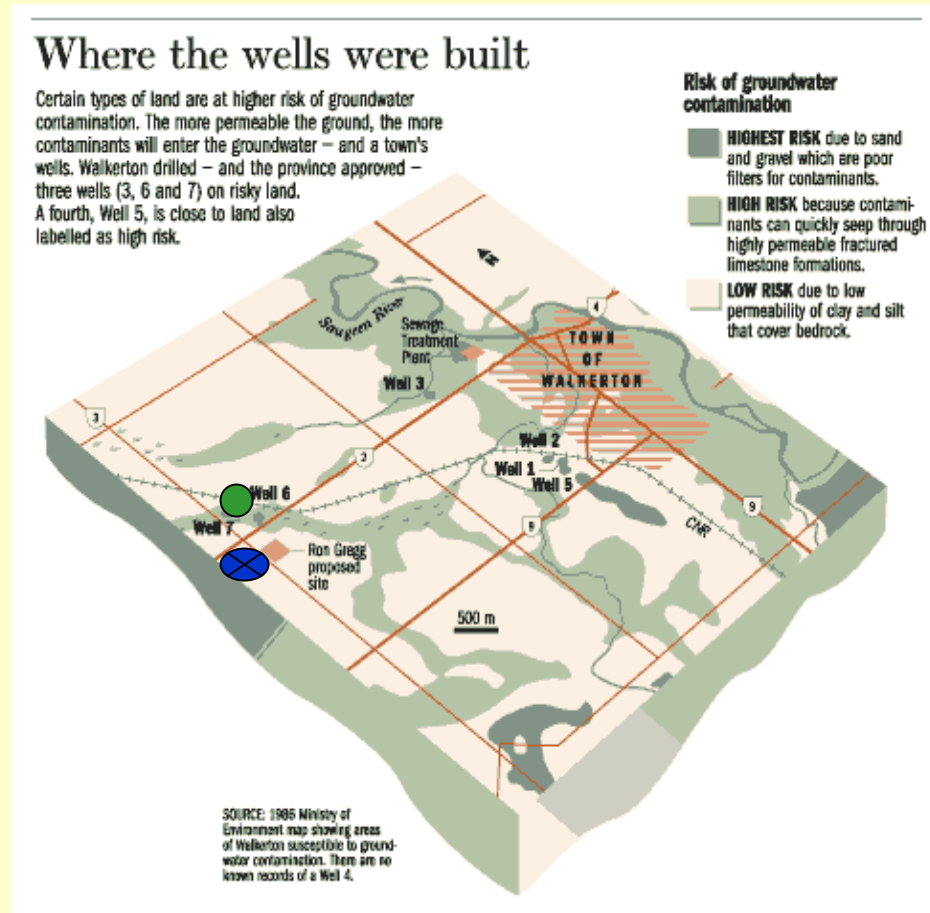 Where the wells were built
Certain types of land are at higher risk of groundwater
contamination. The more permeable the ground, the more
contaminants will enter the groundwater – and a town's
wells. Walkerton drilled – and the province approved –
three wells (3, 6 and 7) on risky land.
A fourth, Well 5, is close to land also
labelled as high risk.
Risk of groundwater
contamination
HIGHEST RISK due to sand
and gravel which are poor
filters for contaminants.
HIGH RISK because contami-
nants can quickly seep through
highly permeable fractured
limestone formations.
LOW RISK due to low
permeability of clay and silt
that cover bedrock.
N
Saugeen River
Sewage
Treatment
Plant
4
TOWN
OF
WALKERTON
Well 3
3
2
Well 2
Well 1
Well 5
Well 6
Well 7
9
9
CNR
Ron Gregg
proposed
site
500 m
SOURCE: 1986 Ministry of
Environment map showing areas
of Walkerton susceptible to ground-
water contamination. There are no
known records of a Well 4.